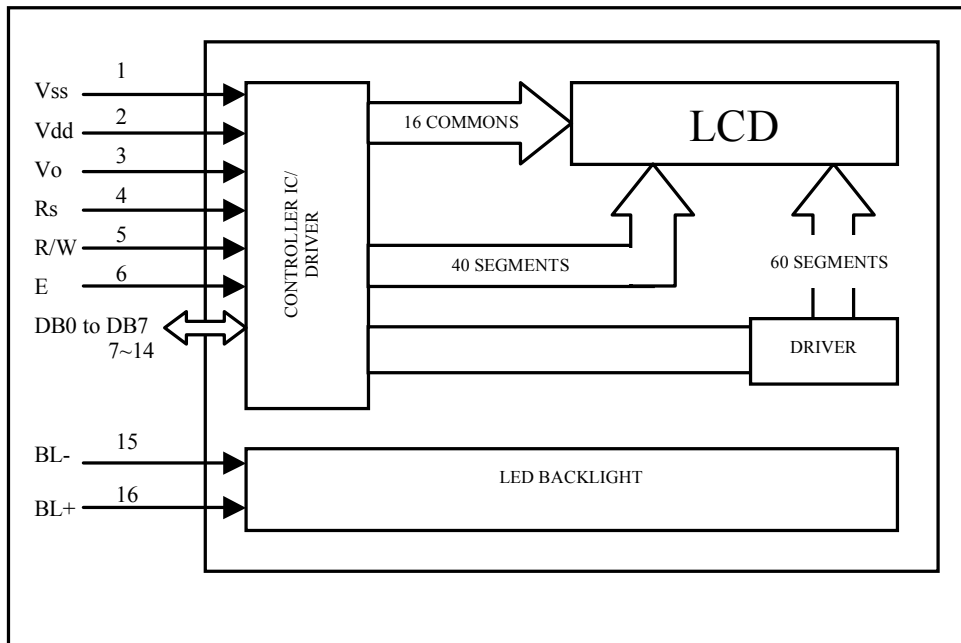 1
Vss
2
Vdd
3
Vo
4
Rs
5
R/W
6
E
DB0 to DB7
7~14
CONTROLLER IC/
DRIVER
16 COMMONS
LCD
40 SEGMENTS
60 SEGMENTS
DRIVER
15
BL-
16
BL+
LED BACKLIGHT